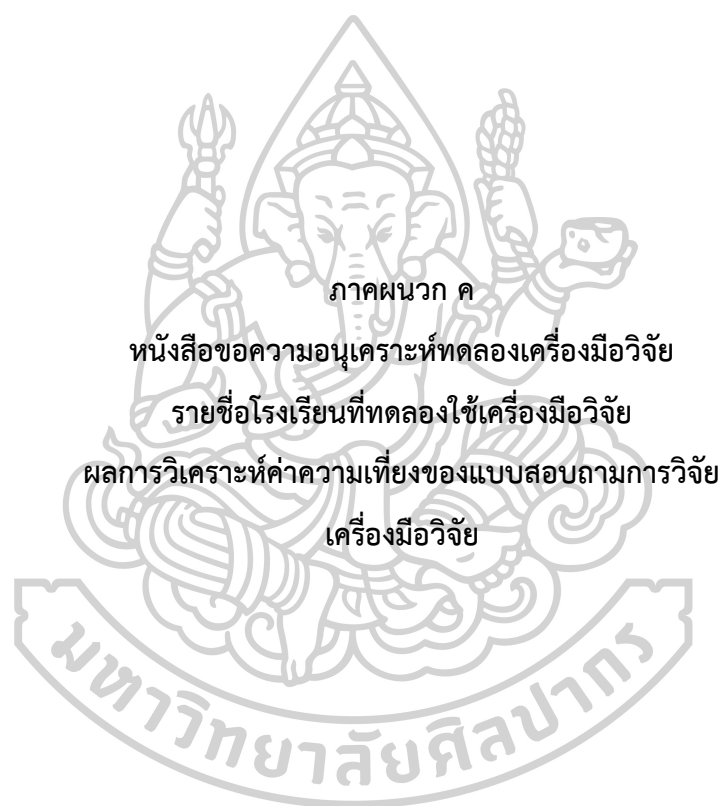 ภาคผนวก ค
หนังสือขอความอนุเคราะห์ทดลองเครื่องมือวิจัย
รายชื่อโรงเรียนที่ทดลองใช้เครื่องมือวิจัย
ผลการวิเคราะห์ค่าความเที่ยงของแบบสอบถามการวิจัย
เครื่องมือวิจัย
มหาวิทยาลัยศิลปากร